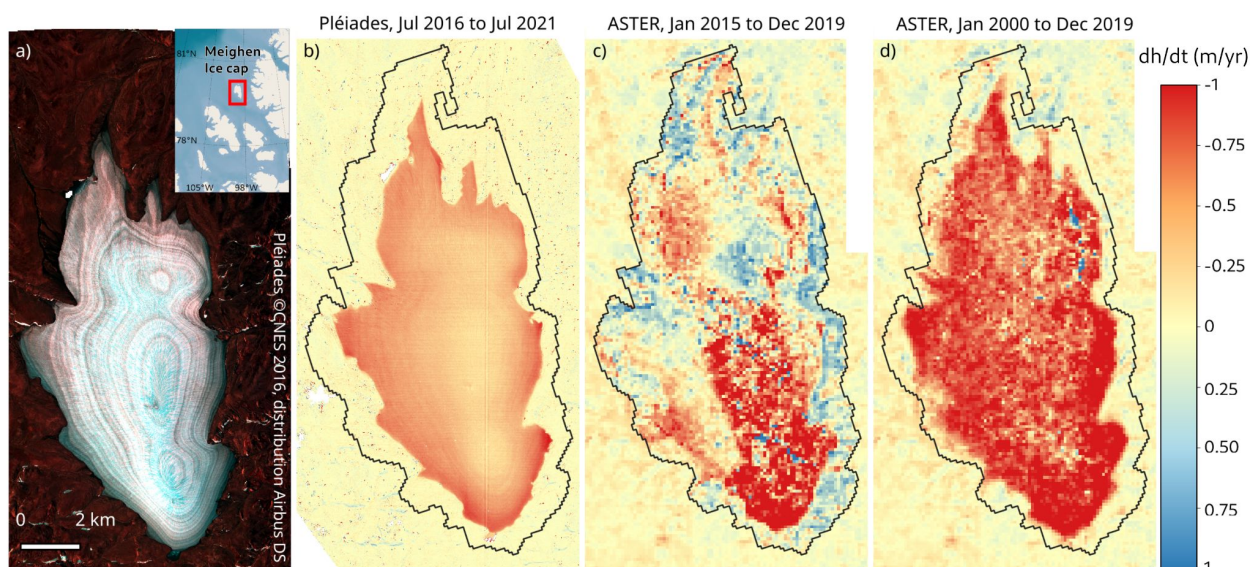 Pléiades, Jul 2016 to Jul 2021
ASTER, Jan 2015 to Dec 2019
ASTER, Jan 2000 to Dec 2019
a)
b)
c)
d)
dh/dt (m/yr)
Meighen
Ice cap
81°N
78°N
105°W
98°W
Pléiades ©CNES 2016, distribution Airbus DS
0 2 km
-1
-0.75
-0.5
-0.25
0
0.25
0.50
0.75
1